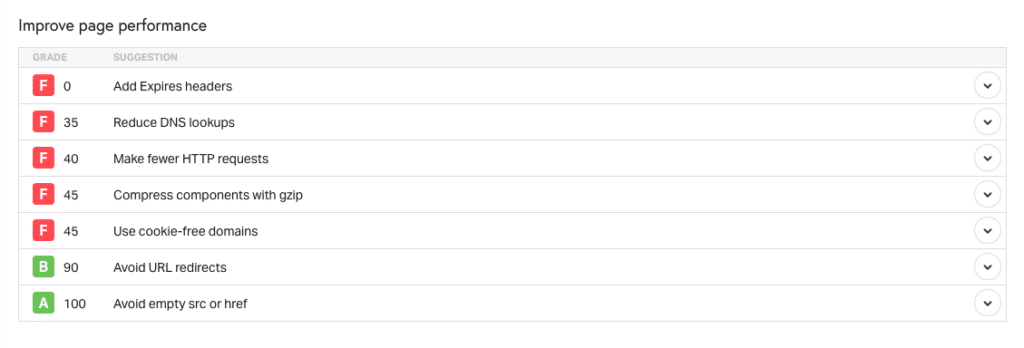 Improve page performance
GRADE SUGGESTION
F 0 Add Expires headers
F 35 Reduce DNS lookups
F 40 Make fewer HTTP requests
F 45 Compress components with gzip
F 45 Use cookie-free domains
B 90 Avoid URL redirects
A 100 Avoid empty src or href